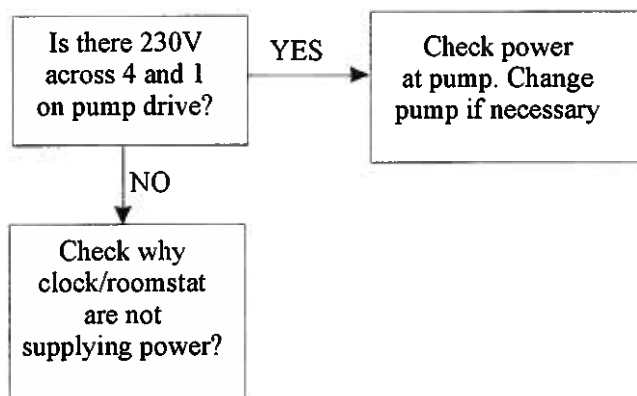 Is there 230V
across 4 and 1
on pump drive?
YES
Check power
at pump. Change
pump if necessary
NO
Check why
clock/roomstat
are not
supplying power?